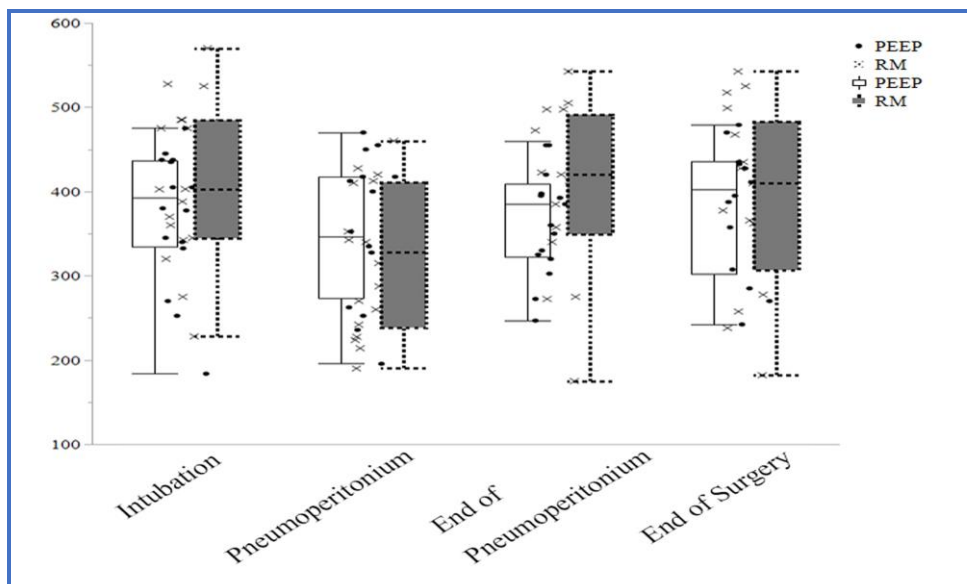 600
500
400
300
200
100
PEEP
RM
PEEP
RM
Intubation
Pneumoperitonium
End of
Pneumoperitonium
End of Surgery